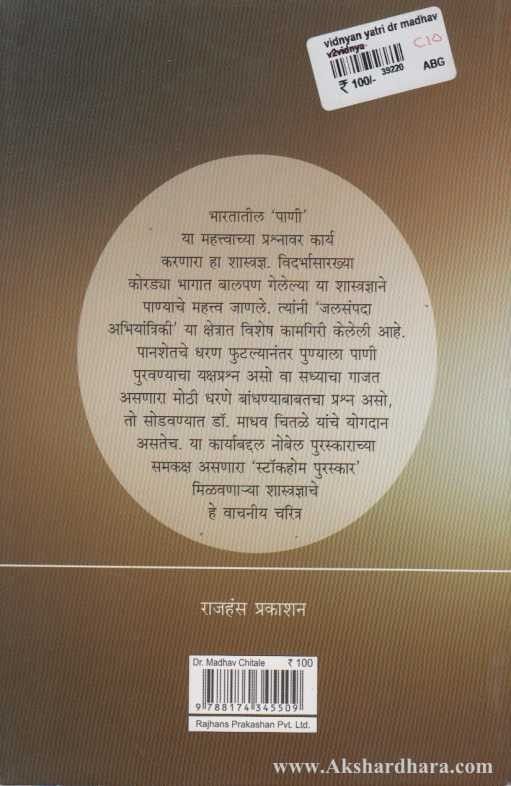 vidnyan yatri dr madhav
v2vidnya
C10
39220
₹ 100/-
ABG
भारतातील 'पाणी'
या महत्त्वाच्या प्रश्नावर कार्य
करणारा हा शास्त्रज्ञ. विदर्भासारख्या
कोरड्या भागात बालपण गेलेल्या या शास्त्रज्ञाने
पाण्याचे महत्त्व जाणले. त्यांनी 'जलसंपदा
अभियांत्रिकी' या क्षेत्रात विशेष कामगिरी केलेली आहे.
पानशेतचे धरण फुटल्यानंतर पुण्याला पाणी
पुरवण्याचा यक्षप्रश्न असो वा सध्याचा गाजत
असणारा मोठी धरणे बांधण्याबाबतचा प्रश्न असो,
तो सोडवण्यात डॉ. माधव चितळे यांचे योगदान
असतेच. या कार्याबद्दल नोबेल पुरस्काराच्या
समकक्ष असणारा 'स्टॉकहोम पुरस्कार'
मिळवणाऱ्या शास्त्रज्ञाचे
हे वाचनीय चरित्र
राजहंस प्रकाशन
Dr. Madhav Chitale ₹ 100
9788174345509
Rajhans Prakashan Pvt. Ltd.
www.Akshardhara.com